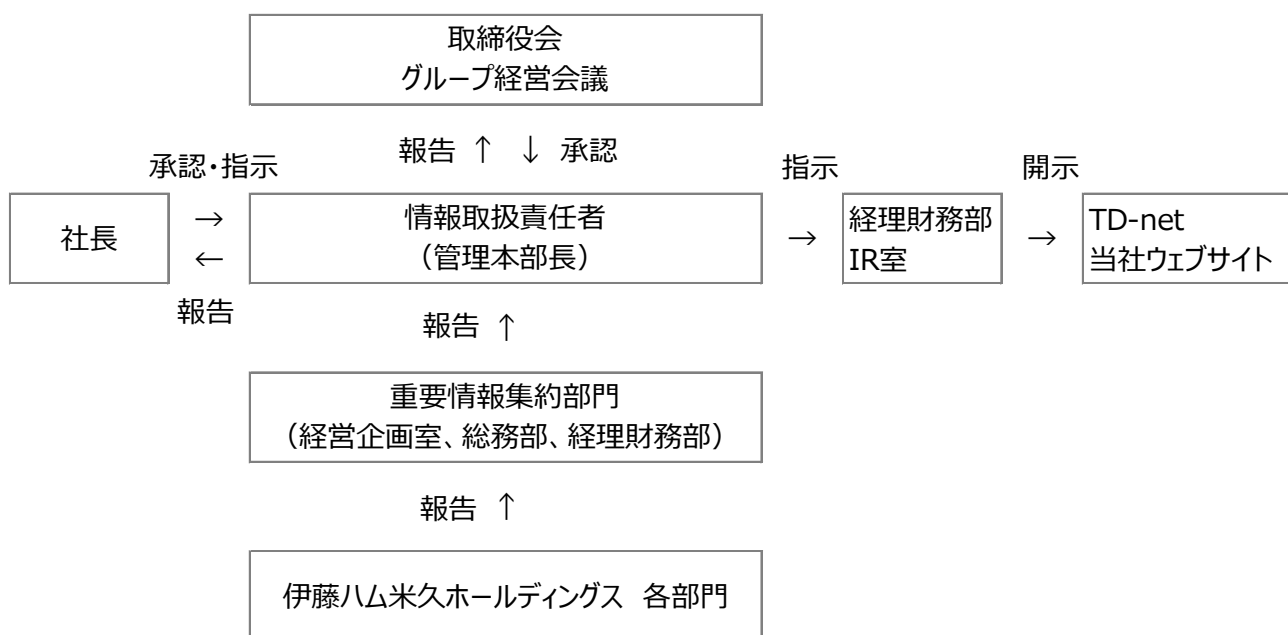 取締役会
グループ経営会議
報告 ↑ ↓ 承認
承認・指示
指示
開示
社長
→
←
情報取扱責任者
（管理本部長）
→
経理財務部
IR室
→
TD-net
当社ウェブサイト
報告
報告 ↑
重要情報集約部門
（経営企画室、総務部、経理財務部）
報告 ↑
伊藤ハム米久ホールディングス 各部門